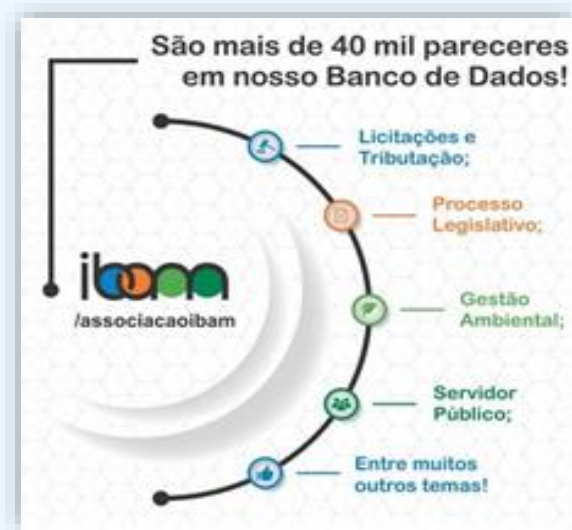 São mais de 40 mil pareceres
em nosso Banco de Dados!
Licitações e
Tributação;
Processo
Legislativo;
ibam
/associacaoibam
Gestão
Ambiental;
Servidor
Público;
Entre muitos
outros temas!